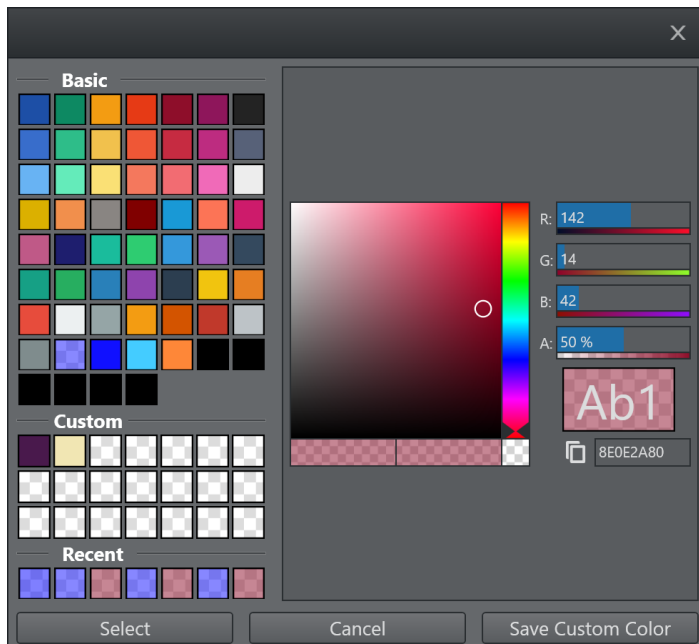 Basic
R: 142
G: 14
B: 42
A: 50 %
Ab1
8E0E2A80
Custom
Recent
Select
Cancel
Save Custom Color